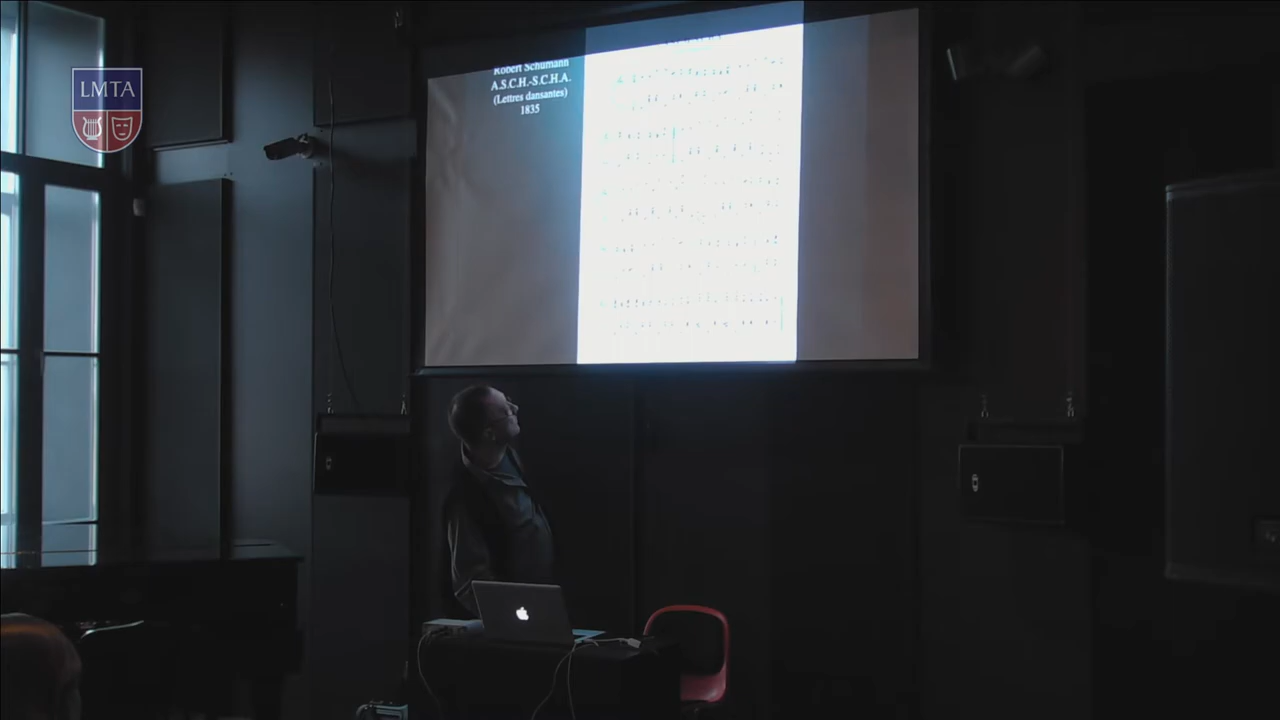 LMTA
Robert Schumann
A.S.C.H.-S.C.H.A.
(Lettres dansantes)
1835